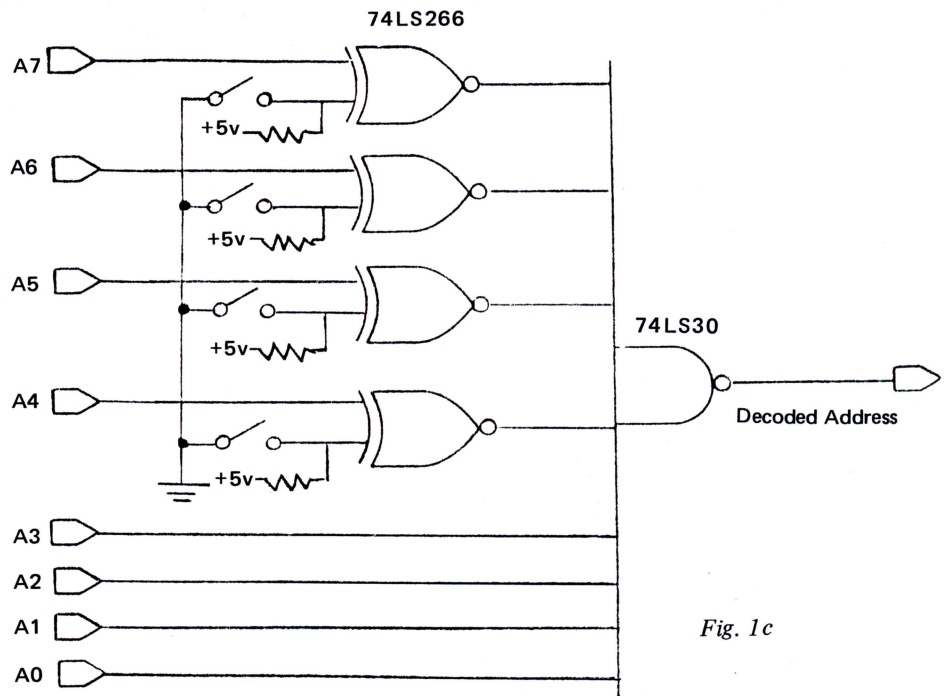 74LS266
A7
+5v
A6
+5v
A5
+5v
74LS30
A4
Decoded Address
+5v
A3
A2
A1
Fig. 1c
A0